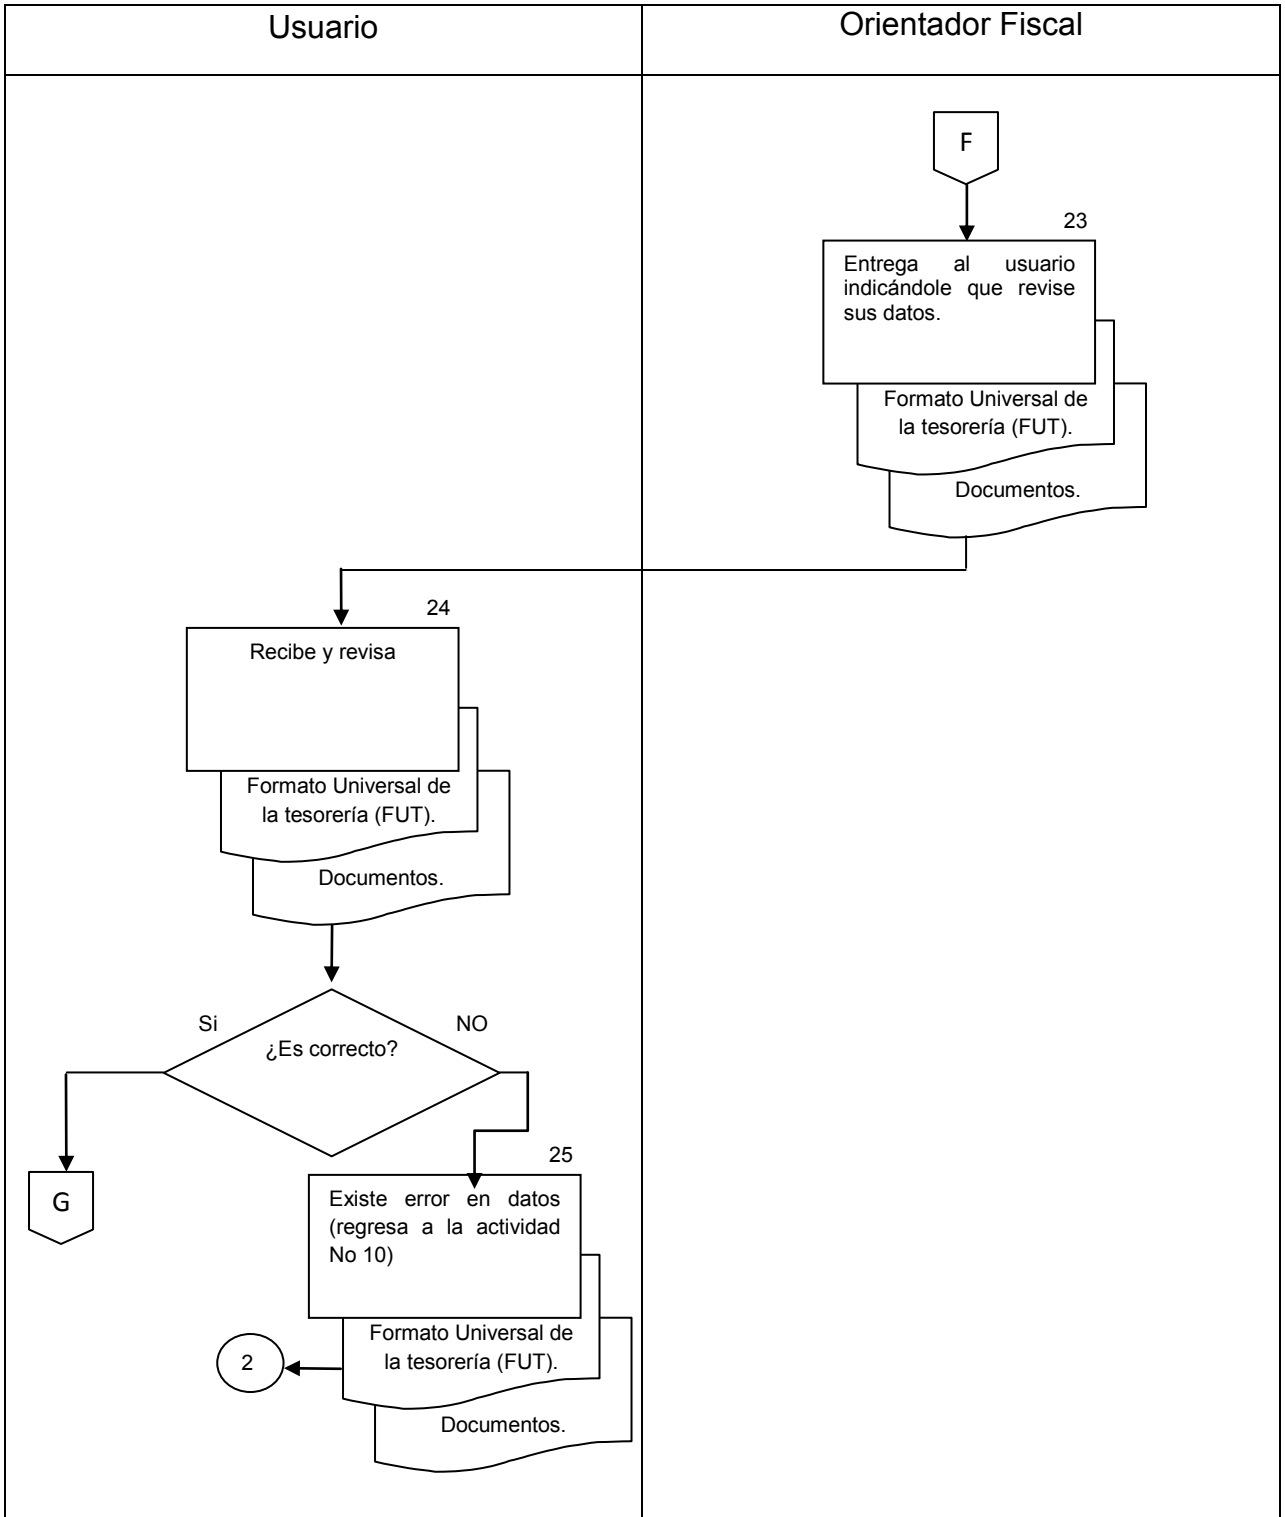 Usuario
Orientador Fiscal
F
23
Entrega al usuario
indicándole que revise
sus datos.
Formato Universal de
la tesorería (FUT).
Documentos.
24
Recibe y revisa
Formato Universal de
la tesorería (FUT).
Documentos.
Si
NO
¿Es correcto?
G
25
Existe error en datos
(regresa a la actividad
No 10)
Formato Universal de
la tesorería (FUT).
2
Documentos.